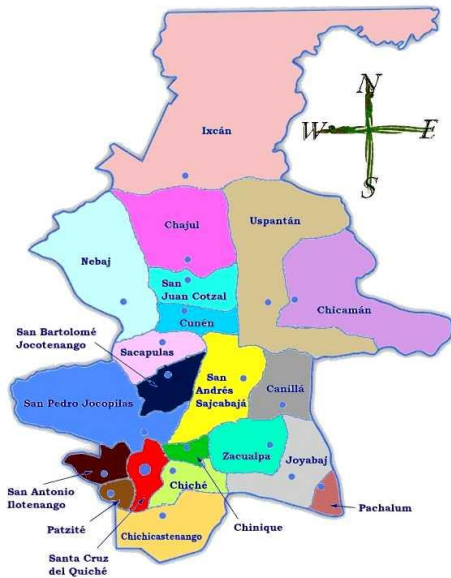 N
W E
S
Ixcán
Chajul
Uspantán
Nebaj
San
Juan Cotzal
Chicamán
Cunén
San Bartolomé
Jocotenango
Sacapulas
San
Andrés
Sajcabajá
Canillá
San Pedro Jocopilas
Zacualpa
Joyabaj
San Antonio
Ilotenango
Chiché
Patzité
Chinique
Pachalum
Santa Cruz
del Quiché
Chichicastenango